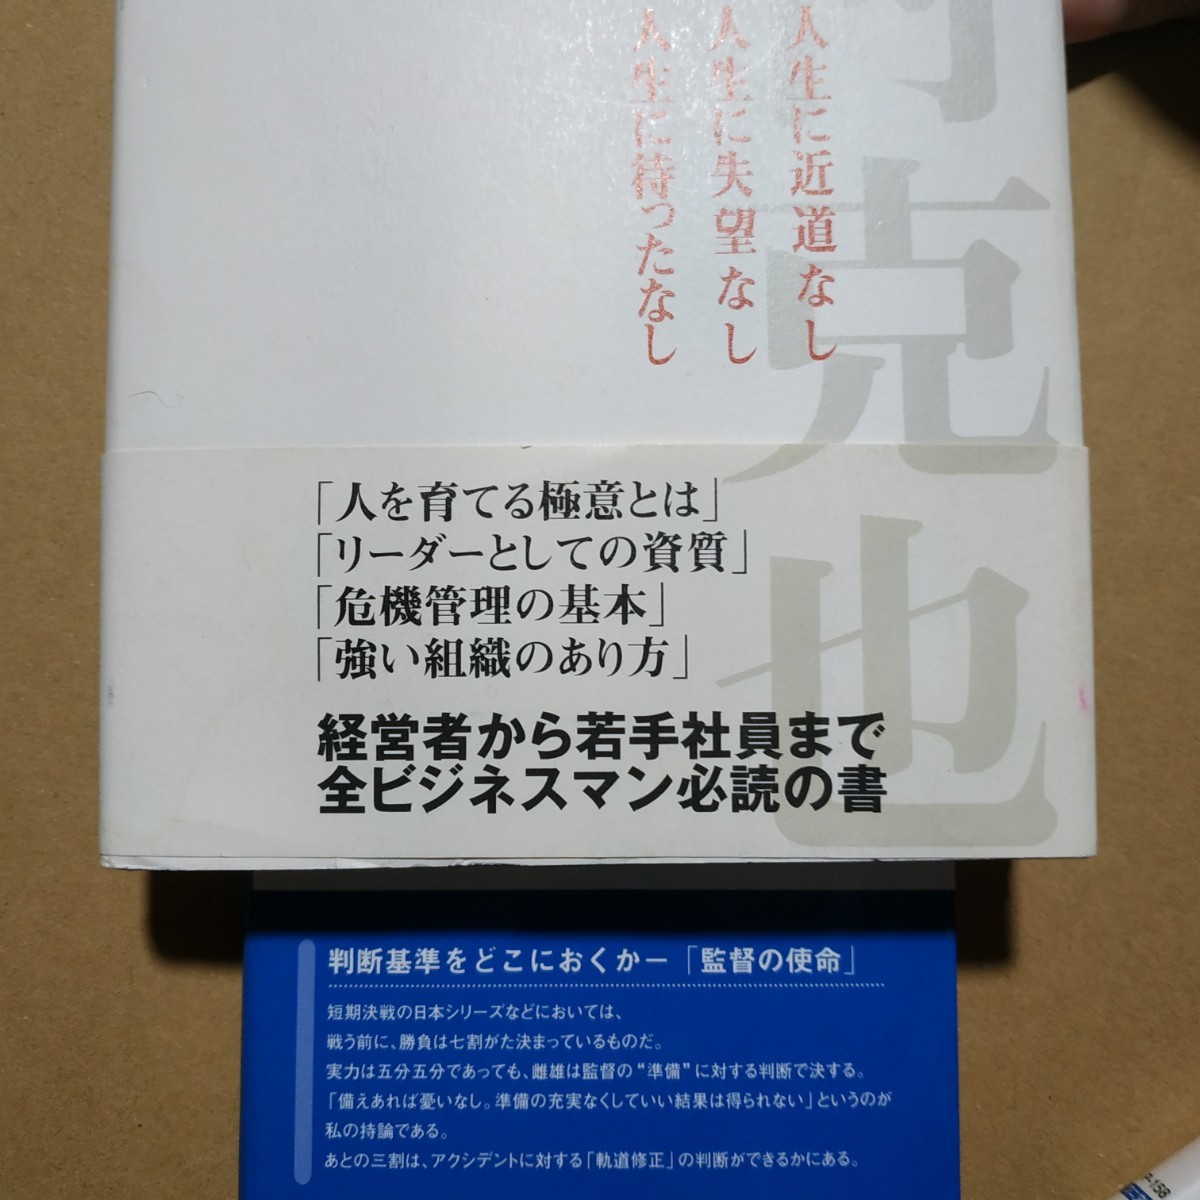 克也
人生に近道なし
人生に失望なし
人生に待ったなし
「人を育てる極意とは」
「リーダーとしての資質」
「危機管理の基本」
「強い組織のあり方」
経営者から若手社員まで
全ビジネスマン必読の書
判断基準をどこにおくかー「監督の使命」
短期決戦の日本シリーズなどにおいては、
戦う前に、勝負は七割がた決まっているものだ。
実力は五分五分であっても、雌雄は監督の“準備”に対する判断で決する。
「備えあれば憂いなし。準備の充実なくしていい結果は得られない」というのが
私の持論である。
あとの三割は、アクシデントに対する「軌道修正」の判断ができるかにある。